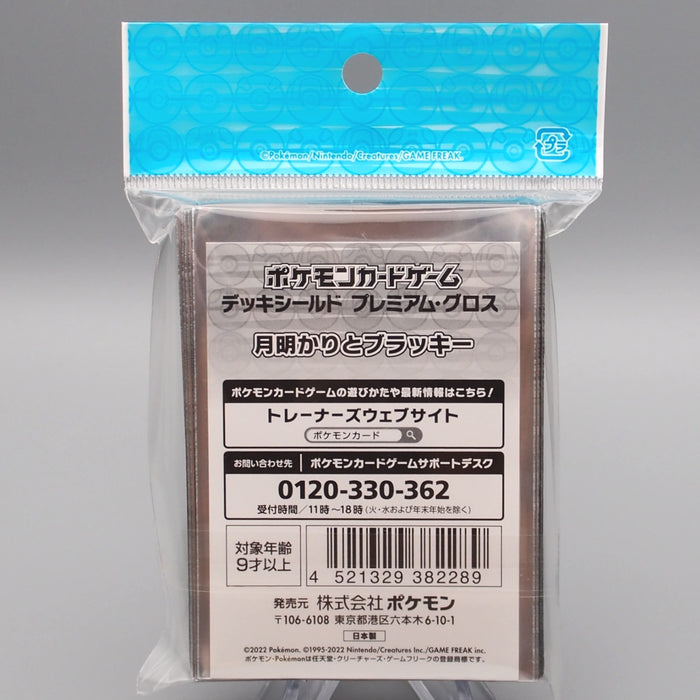 ©Pokémon/Nintendo/Creatures/GAME FREAK.
プラ
ポケモンカードゲーム
デッキシールド プレミアム・グロス
月明かりとブラッキー
ポケモンカードゲームの遊びかたや最新情報はこちら!
トレーナーズウェブサイト
ポケモンカード
お問い合わせ先 ポケモンカードゲームサポートデスク
0120-330-362
受付時間/11時~18時(火・水および年末年始を除く)
対象年齢
9才以上
4 521329 382289
発売元 株式会社 ポケモン
〒106-6108 東京都港区六本木6-10-1
日本製
©2022 Pokémon. ©1995-2022 Nintendo/Creatures Inc./GAME FREAK inc.
ポケモン・Pokémonは任天堂・クリーチャーズ・ゲームフリークの登録商標です。